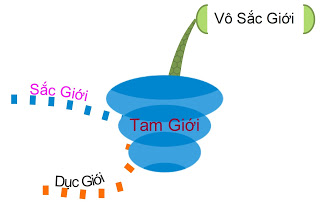 Vô Sắc Giới
Sắc Giới
Tam Giới
Dục Giới